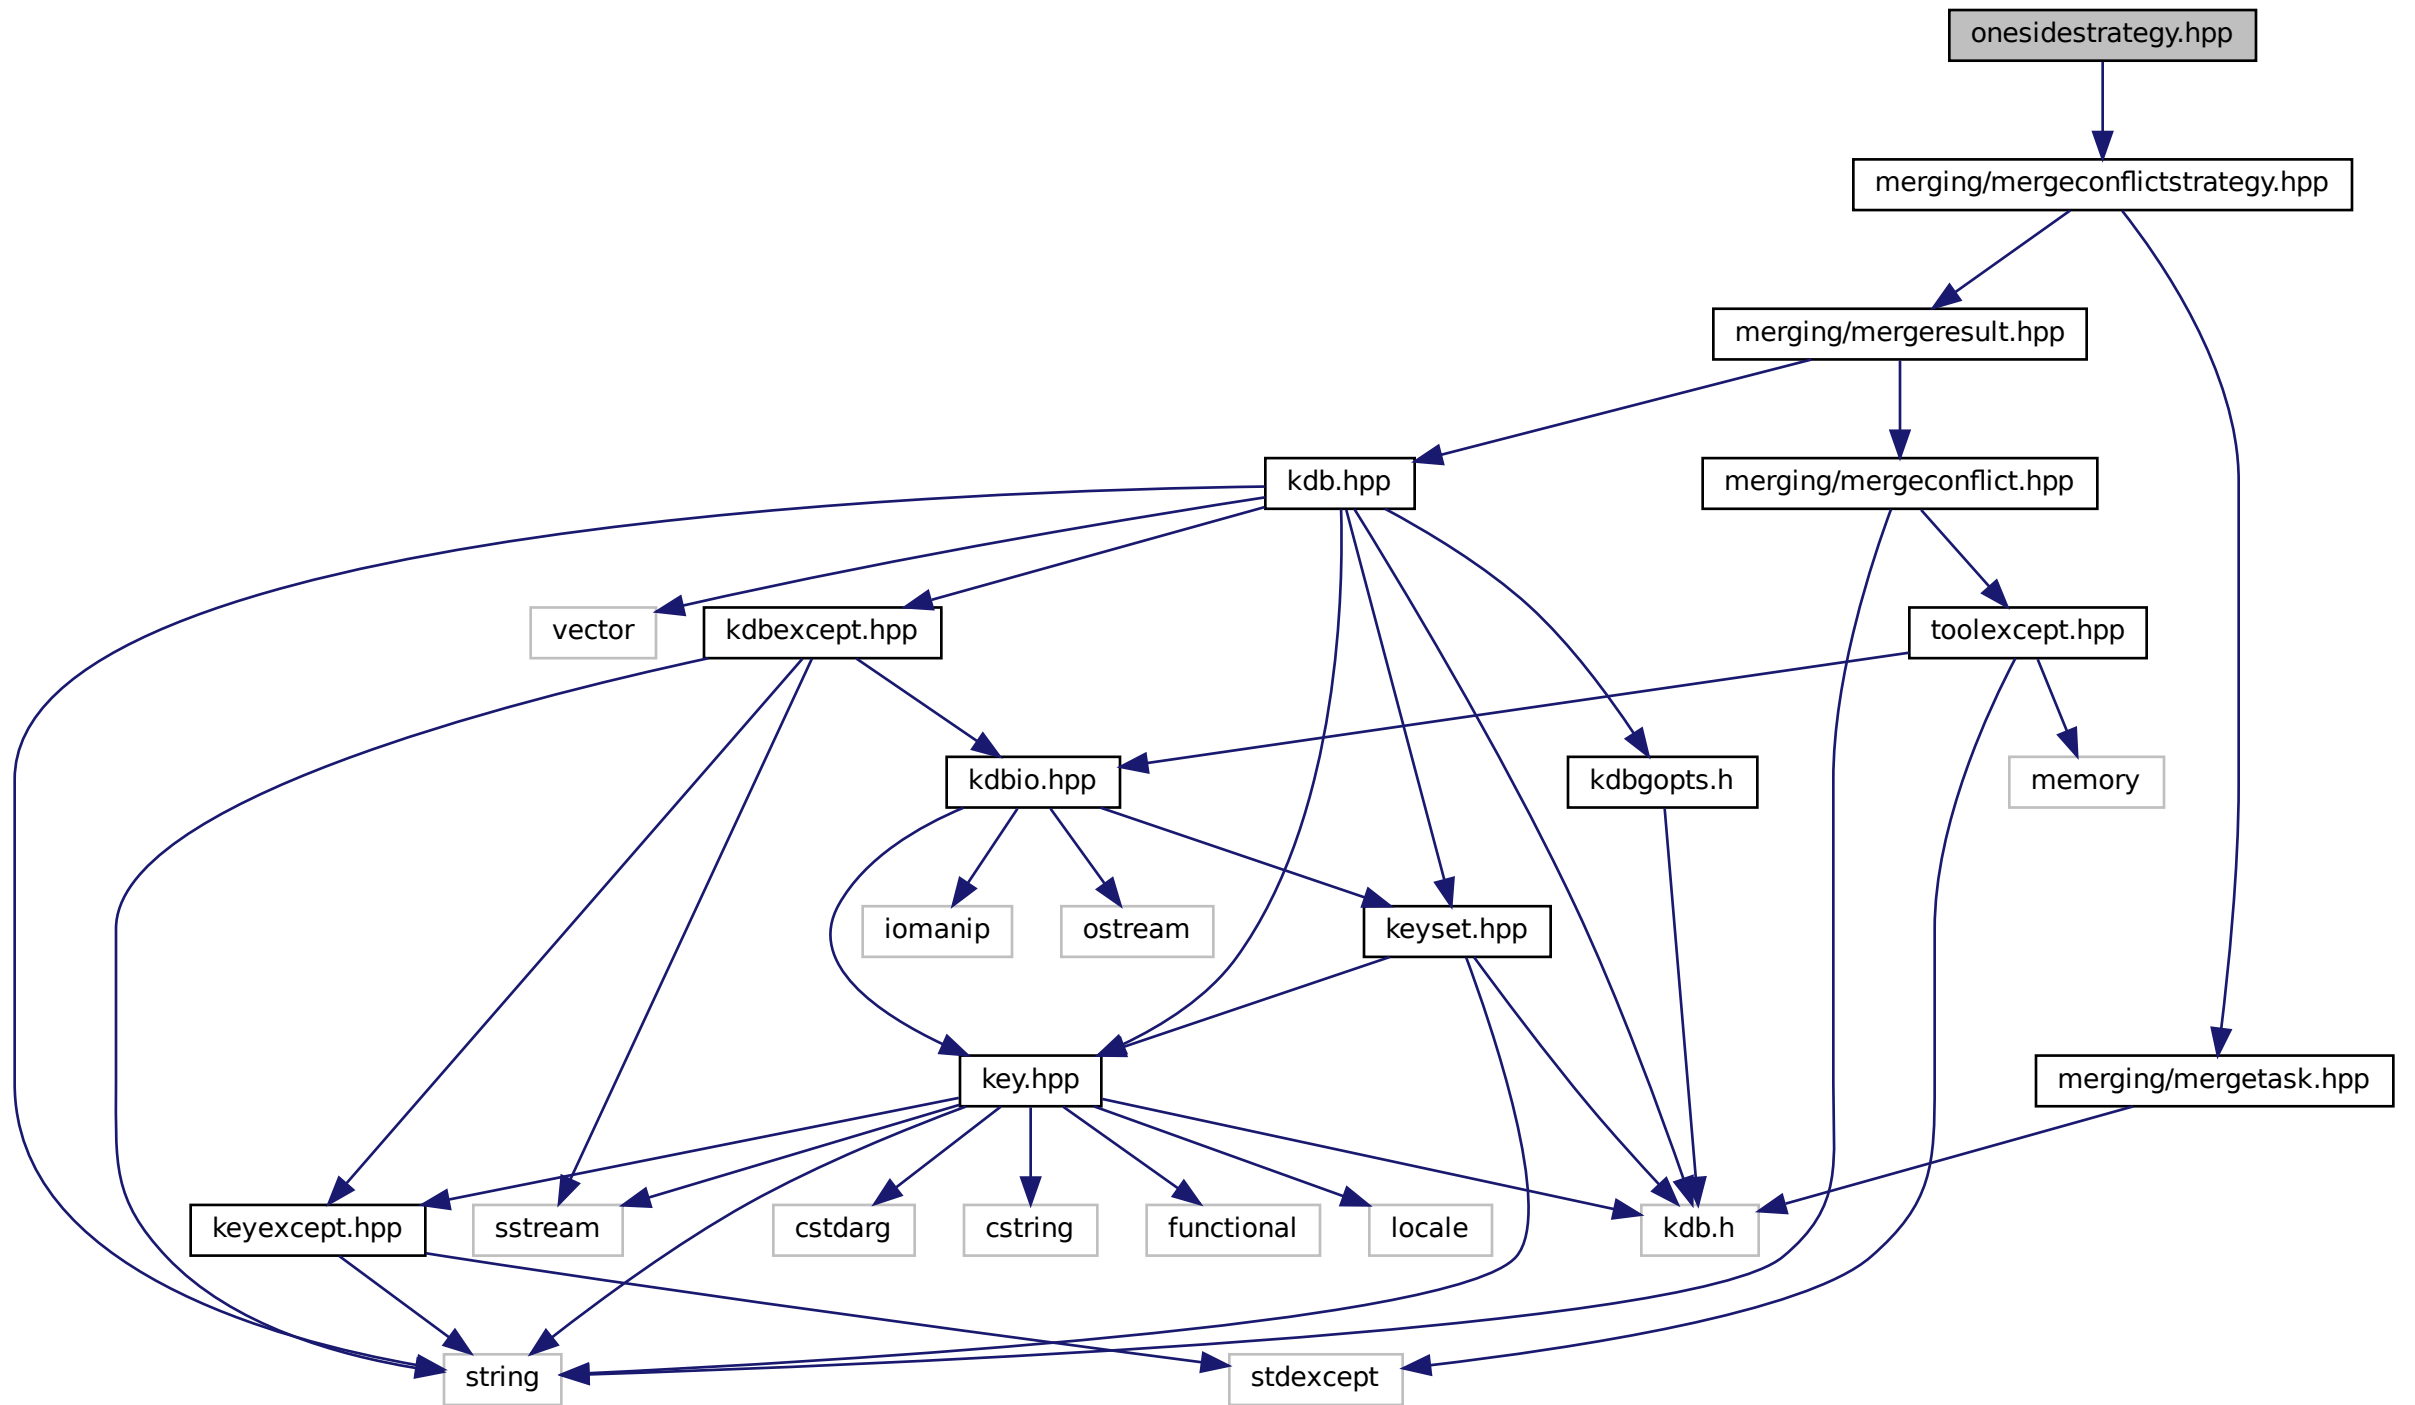 onesidestrategy.hpp
merging/mergeconflictstrategy.hpp
merging/mergeresult.hpp
kdb.hpp
merging/mergeconflict.hpp
vector
kdbexcept.hpp
toolexcept.hpp
kdbio.hpp
kdbgopts.h
memory
iomanip
ostream
keyset.hpp
key.hpp
merging/mergetask.hpp
keyexcept.hpp
sstream
cstdarg
cstring
functional
locale
kdb.h
string
stdexcept